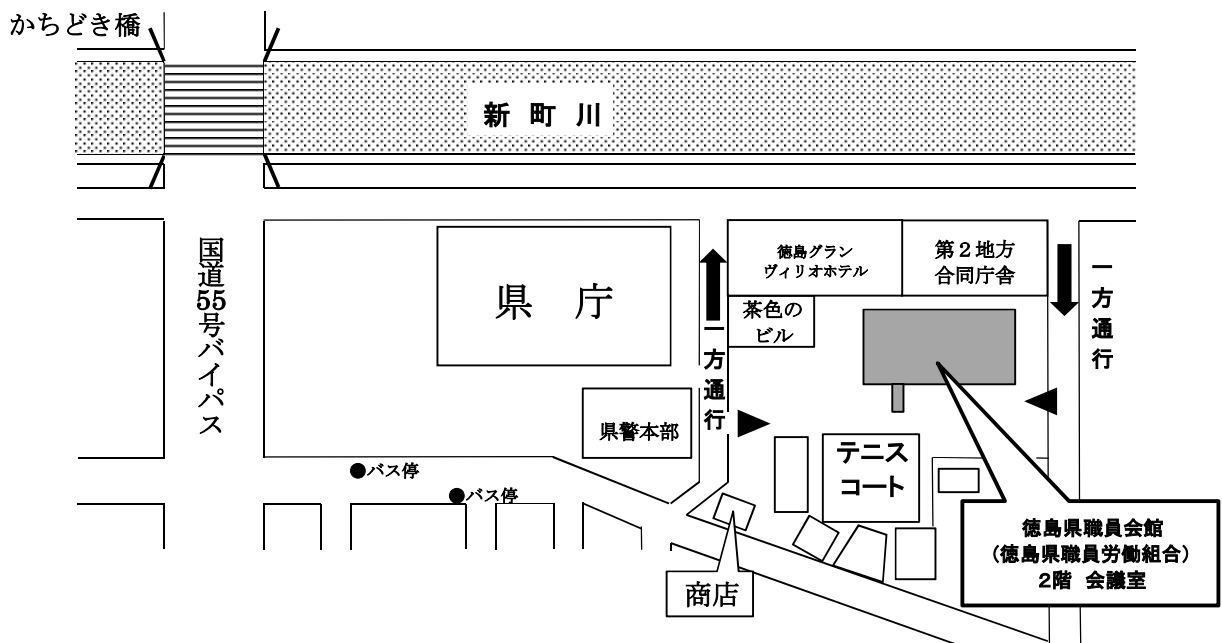 かちどき橋
新町川
国道55号バイパス
県庁
徳島グラン
ヴィリオホテル
第2地方
合同庁舎
一方通行
茶色の
ビル
一方通行
県警本部
●バス停
●バス停
テニス
コート
商店
徳島県職員会館
(徳島県職員労働組合)
2階 会議室